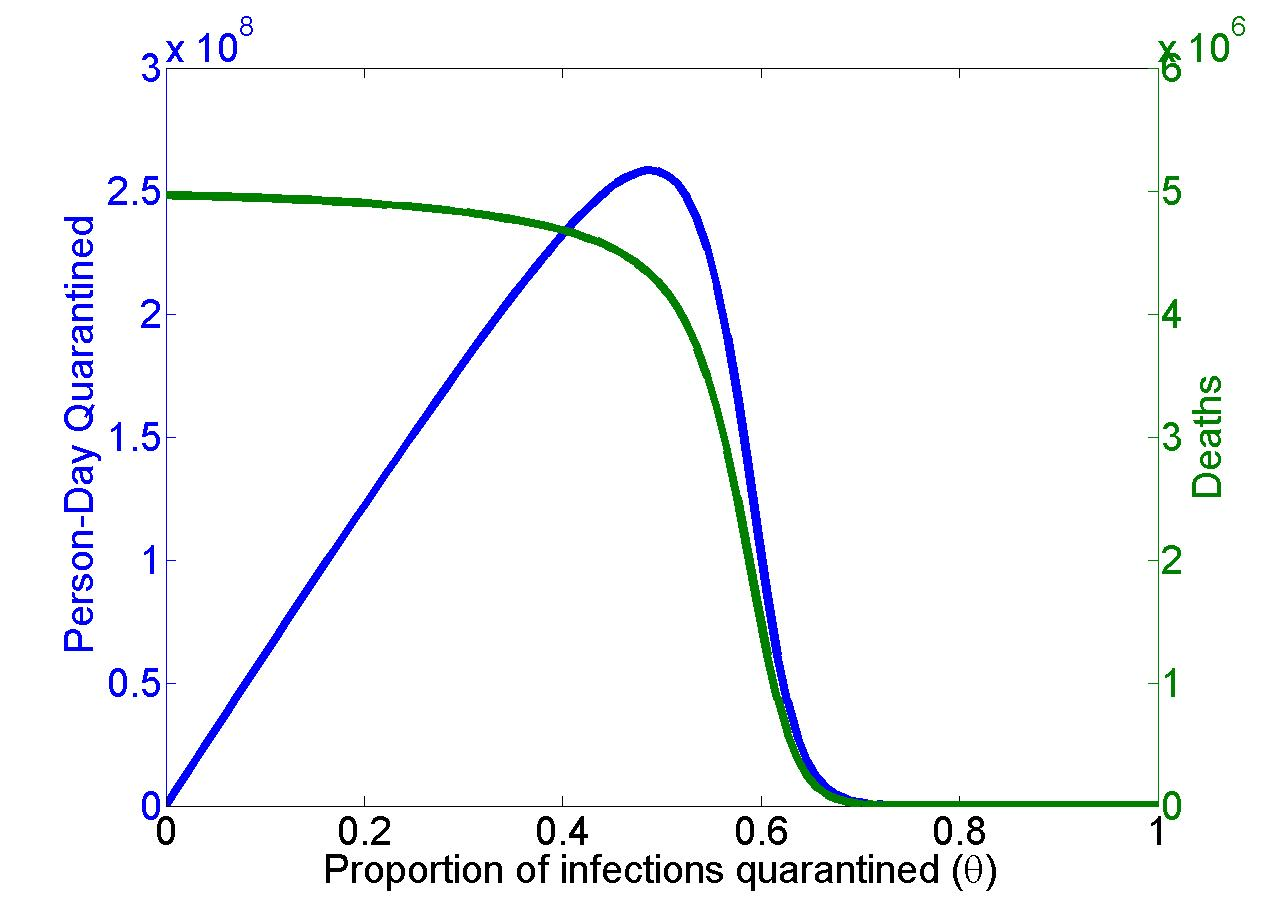 x 10^8
x 10^6
3
2.5
2
1.5
1
0.5
0
Person-Day Quarantined
6
5
4
3
2
1
0
Deaths
0 0.2 0.4 0.6 0.8 1
Proportion of infections quarantined (θ)